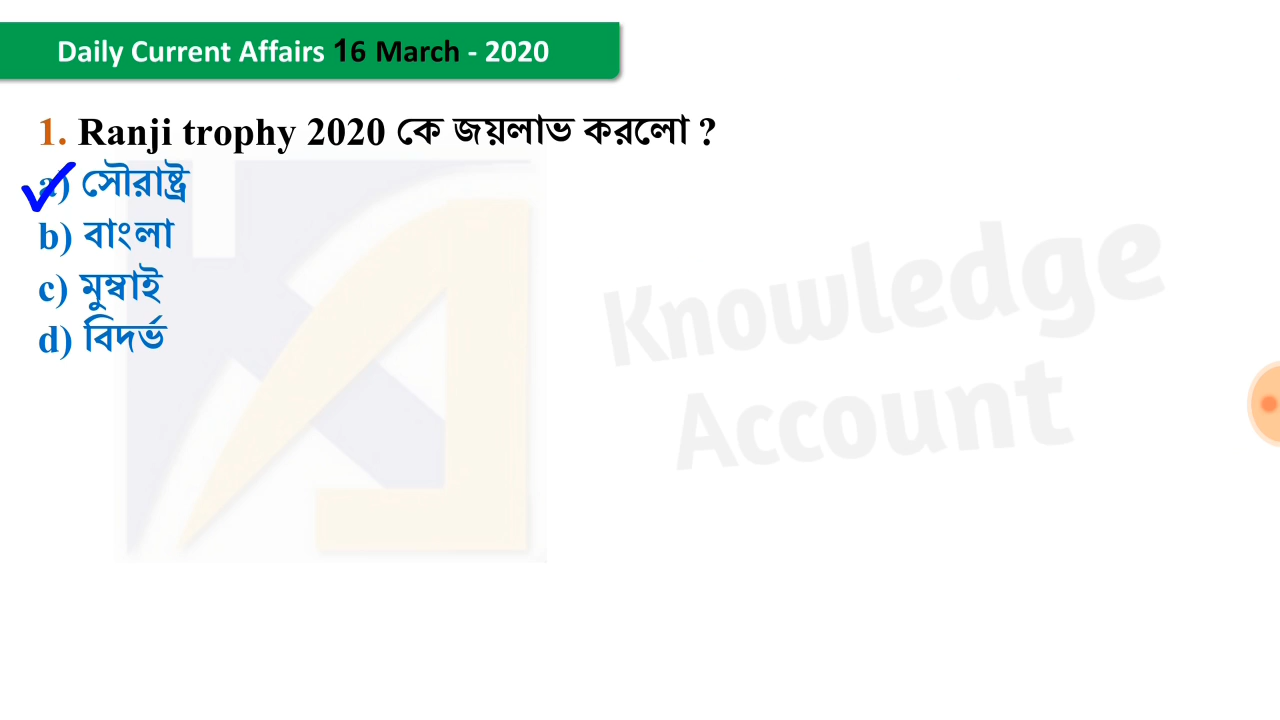 Daily Current Affairs 16 March - 2020
1. Ranji trophy 2020 কে জয়লাভ করলো ?
a) সৌরাষ্ট্র
b) বাংলা
c) মুম্বাই
d) বিদর্ভ
Knowledge
Account